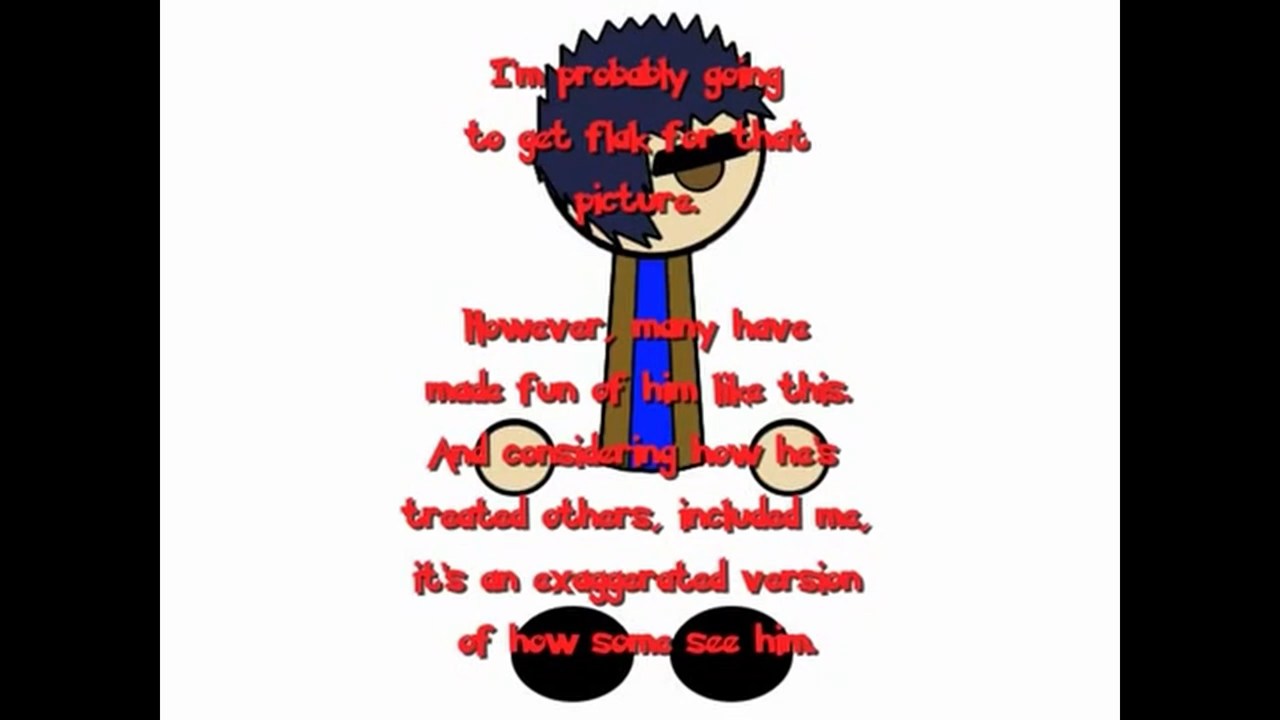 I'm probably going
to get flak for that
picture.
However, many have
made fun of him like this.
And considering how he's
treated others, included me,
it's an exaggerated version
of how some see him.